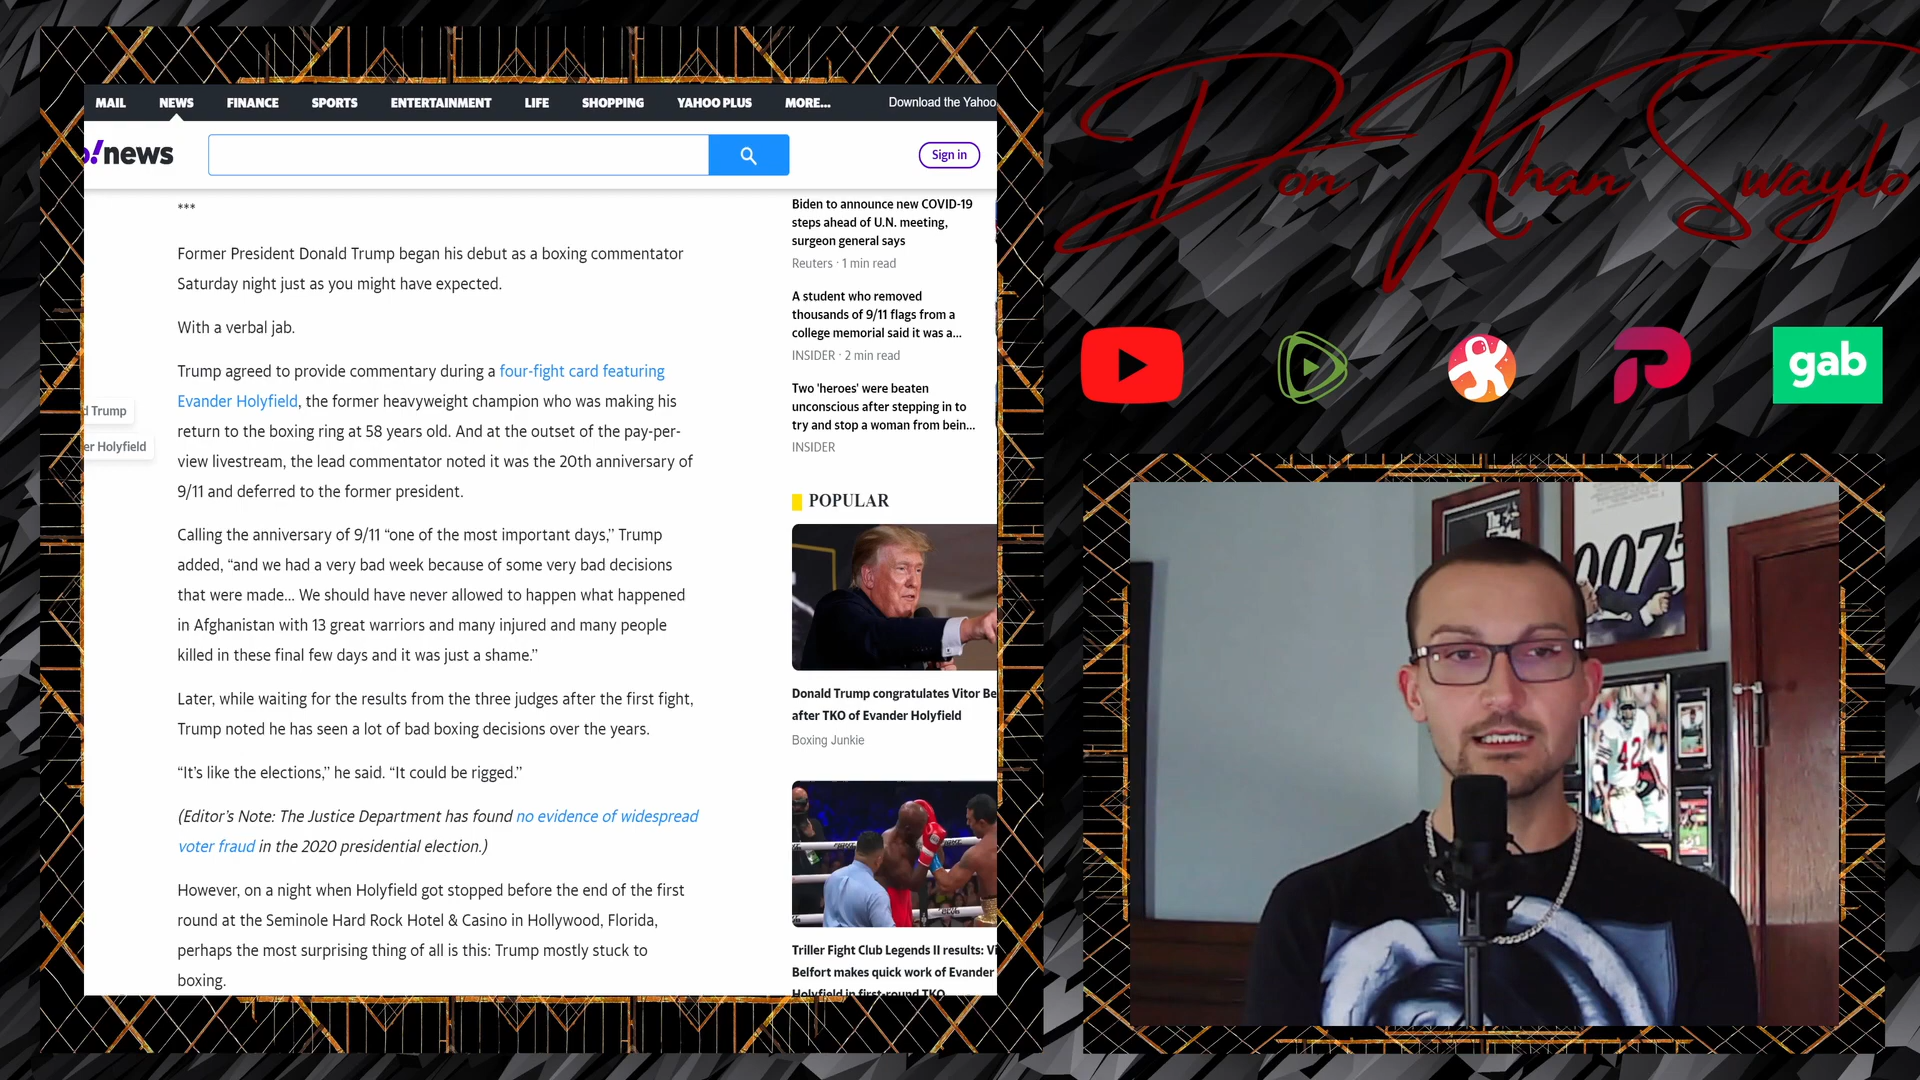 MAIL NEWS FINANCE SPORTS ENTERTAINMENT LIFE SHOPPING YAHOO PLUS MORE... Download the Yahoo
!news
Sign in
***
Former President Donald Trump began his debut as a boxing commentator
Saturday night just as you might have expected.
With a verbal jab.
Trump agreed to provide commentary during a four-fight card featuring
Evander Holyfield, the former heavyweight champion who was making his
return to the boxing ring at 58 years old. And at the outset of the pay-per-
view livestream, the lead commentator noted it was the 20th anniversary of
9/11 and deferred to the former president.
Calling the anniversary of 9/11 “one of the most important days,” Trump
added, “and we had a very bad week because of some very bad decisions
that were made... We should have never allowed to happen what happened
in Afghanistan with 13 great warriors and many injured and many people
killed in these final few days and it was just a shame.”
Later, while waiting for the results from the three judges after the first fight,
Trump noted he has seen a lot of bad boxing decisions over the years.
“It’s like the elections,” he said. “It could be rigged.”
(Editor’s Note: The Justice Department has found no evidence of widespread
voter fraud in the 2020 presidential election.)
However, on a night when Holyfield got stopped before the end of the first
round at the Seminole Hard Rock Hotel & Casino in Hollywood, Florida,
perhaps the most surprising thing of all is this: Trump mostly stuck to
boxing.
d Trump
er Holyfield
Biden to announce new COVID-19
steps ahead of U.N. meeting,
surgeon general says
Reuters · 1 min read
A student who removed
thousands of 9/11 flags from a
college memorial said it was a...
INSIDER · 2 min read
Two 'heroes' were beaten
unconscious after stepping in to
try and stop a woman from bein...
INSIDER
POPULAR
Donald Trump congratulates Vitor Be
after TKO of Evander Holyfield
Boxing Junkie
Triller Fight Club Legends II results: Vi
Belfort makes quick work of Evander
Holyfield in first-round TKO
Don Khan Swaylo
gab
007
42